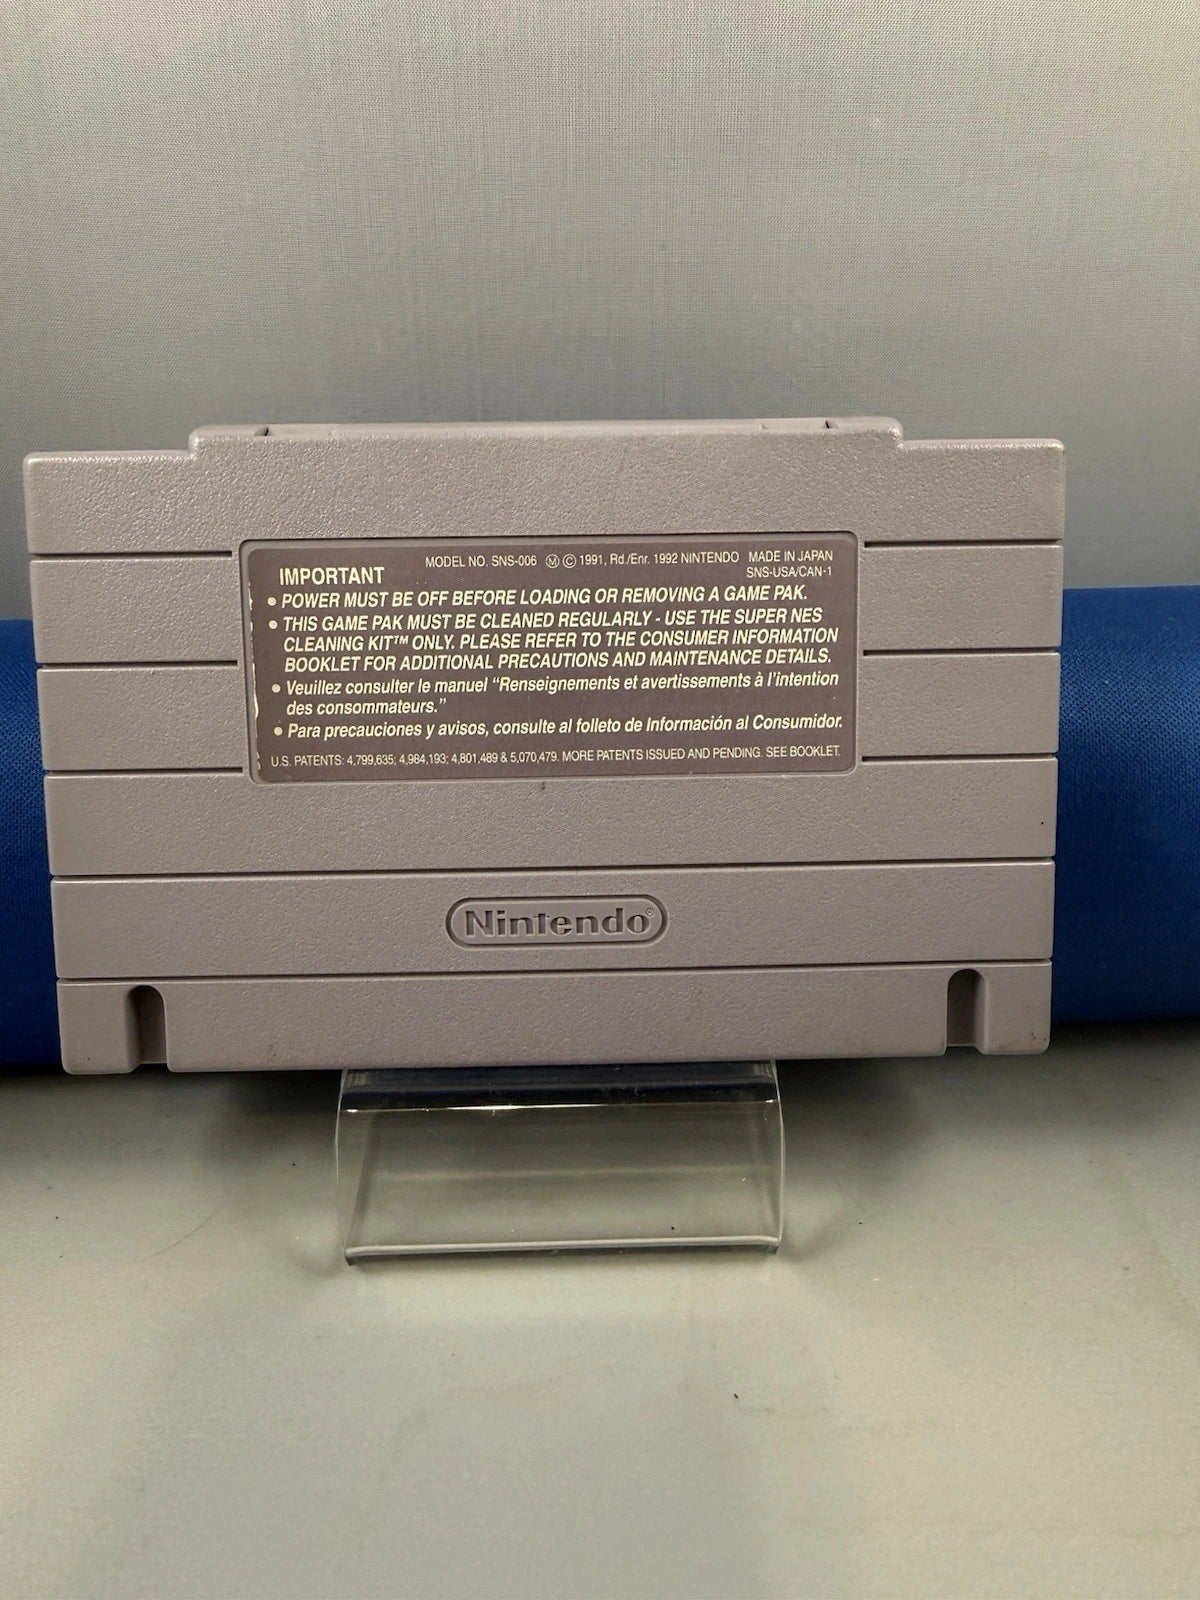 MODEL NO. SNS-006 Ⓜ © 1991, Rd./Enr. 1992 NINTENDO MADE IN JAPAN
SNS-USA/CAN-1
IMPORTANT
• POWER MUST BE OFF BEFORE LOADING OR REMOVING A GAME PAK.
• THIS GAME PAK MUST BE CLEANED REGULARLY - USE THE SUPER NES
CLEANING KIT™ ONLY. PLEASE REFER TO THE CONSUMER INFORMATION
BOOKLET FOR ADDITIONAL PRECAUTIONS AND MAINTENANCE DETAILS.
• Veuillez consulter le manuel “Renseignements et avertissements à l’intention
des consommateurs.”
• Para precauciones y avisos, consulte al folleto de Información al Consumidor.
U.S. PATENTS: 4,799,635; 4,984,193; 4,801,489 & 5,070,479. MORE PATENTS ISSUED AND PENDING. SEE BOOKLET.
Nintendo®